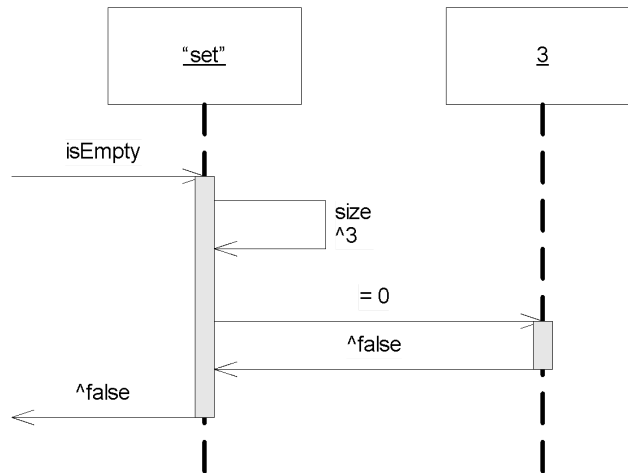 “set”
3
isEmpty
size
^3
= 0
^false
^false